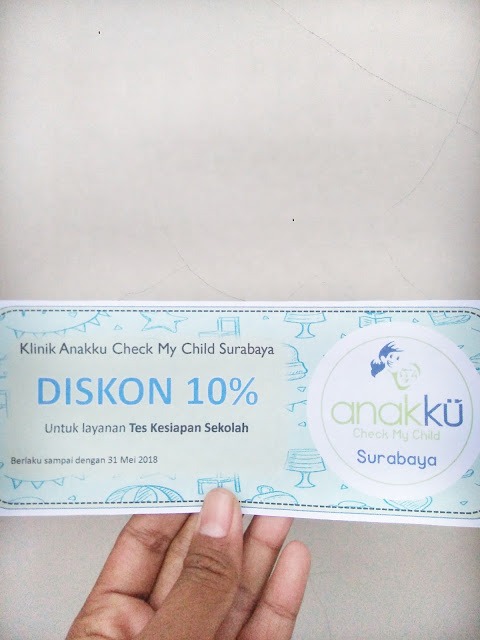 Klinik Anakku Check My Child Surabaya
DISKON 10%
Untuk layanan Tes Kesiapan Sekolah
Berlaku sampai dengan 31 Mei 2018
anakkü
Check My Child
Surabaya